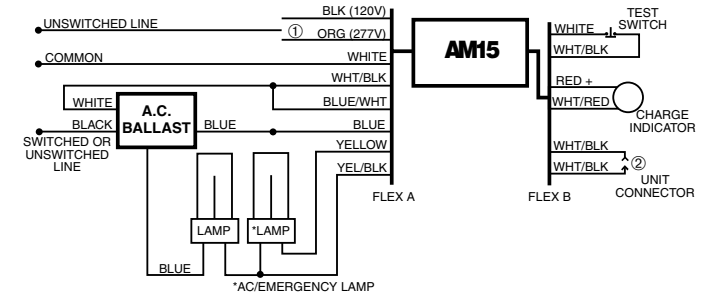 UNSWITCHED LINE
BLK (120V)
① ORG (277V)
COMMON
WHITE
WHT/BLK
WHITE
BLUE/WHT
A.C.
BALLAST
BLACK
BLUE
BLUE
SWITCHED OR
UNSWITCHED
LINE
YELLOW
YEL/BLK
FLEX A
LAMP
*LAMP
BLUE
*AC/EMERGENCY LAMP
AM15
TEST
SWITCH
WHITE
WHT/BLK
RED +
WHT/RED
CHARGE
INDICATOR
WHT/BLK
WHT/BLK
②
UNIT
CONNECTOR
FLEX B